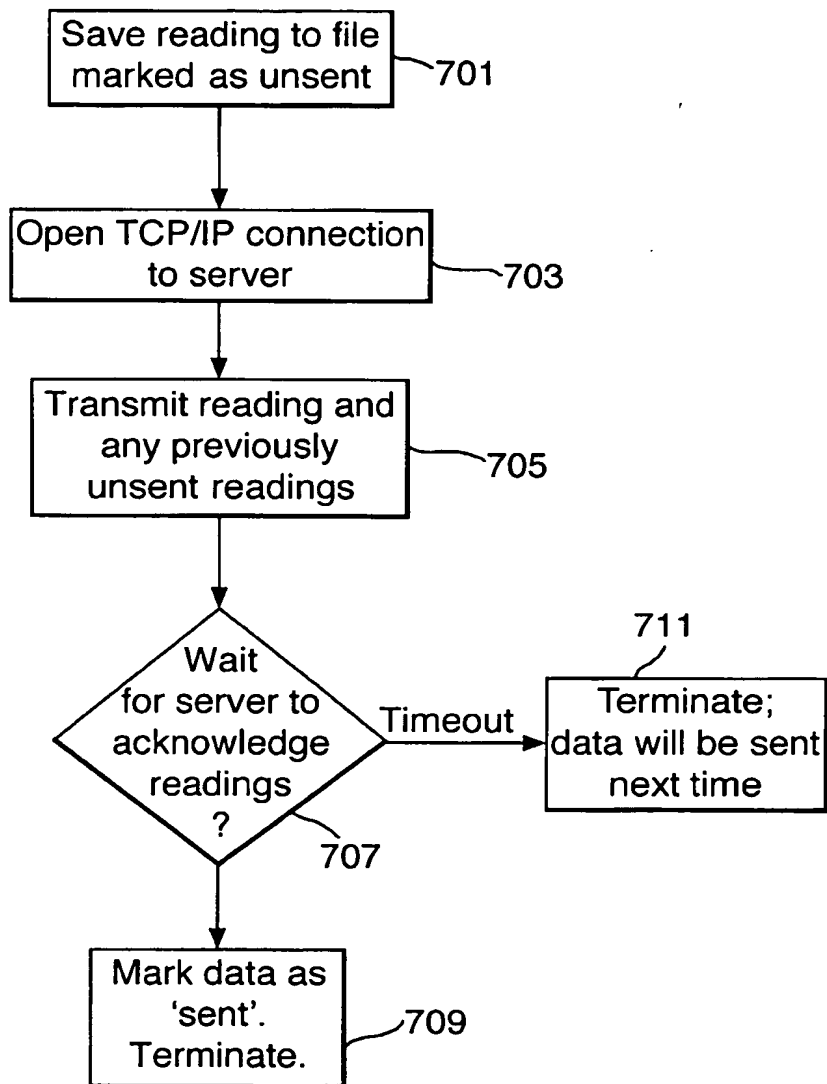 Save reading to file
marked as unsent
701
Open TCP/IP connection
to server
703
Transmit reading and
any previously
unsent readings
705
Wait
for server to
acknowledge
readings
?
707
Timeout
711
Terminate;
data will be sent
next time
Mark data as
‘sent’.
Terminate.
709